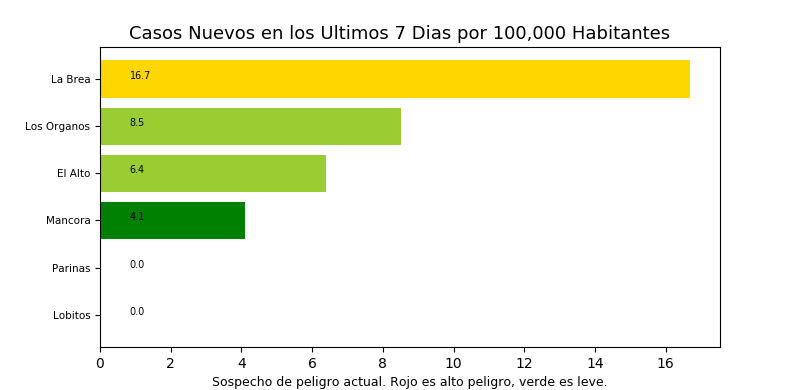 Casos Nuevos en los Ultimos 7 Dias por 100,000 Habitantes
La Brea 16.7
Los Organos 8.5
El Alto 6.4
Mancora 4.1
Parinas 0.0
Lobitos 0.0
0 2 4 6 8 10 12 14 16
Sospecho de peligro actual. Rojo es alto peligro, verde es leve.